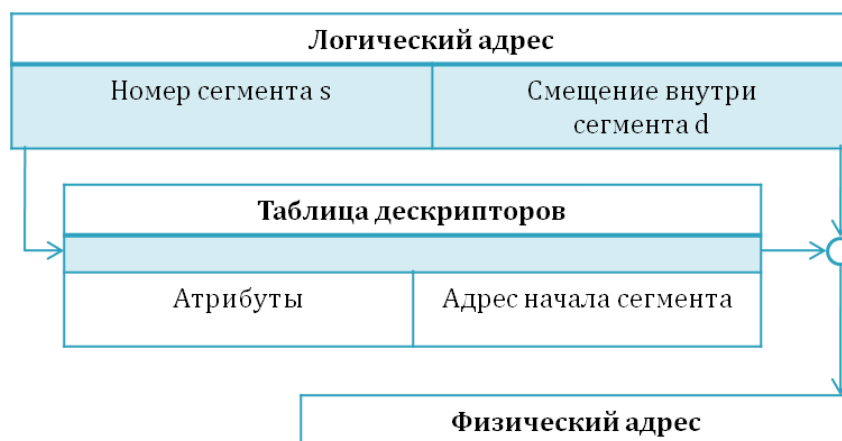 Логический адрес
Номер сегмента s
Смещение внутри
сегмента d
Таблица дескрипторов
Атрибуты
Адрес начала сегмента
Физический адрес